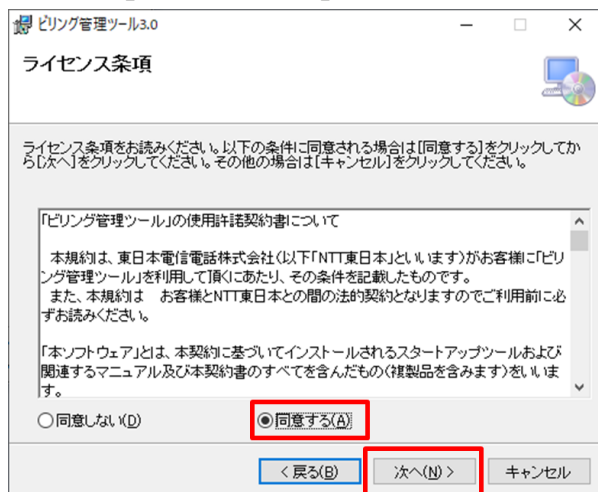 ビリング管理ツール3.0
ライセンス条項
ライセンス条項をお読みください。以下の条件に同意される場合は[同意する]をクリックしてか
ら[次へ]をクリックしてください。その他の場合は[キャンセル]をクリックしてください。
「ビリング管理ツール」の使用許諾契約書について
本規約は、東日本電信電話株式会社(以下「NTT東日本」といいます)がお客様に「ビリ
ング管理ツール」を利用して頂くにあたり、その条件を記載したものです。
また、本規約は　お客様とNTT東日本との間の法的契約となりますのでご利用前に必
ずお読みください。
「本ソフトウェア」とは、本契約に基づいてインストールされるスタートアップツールおよび
関連するマニュアル及び本契約書のすべてを含んだもの(複製品を含みます)をいいま
す。
同意しない(D)
同意する(A)
< 戻る(B)
次へ(N) >
キャンセル